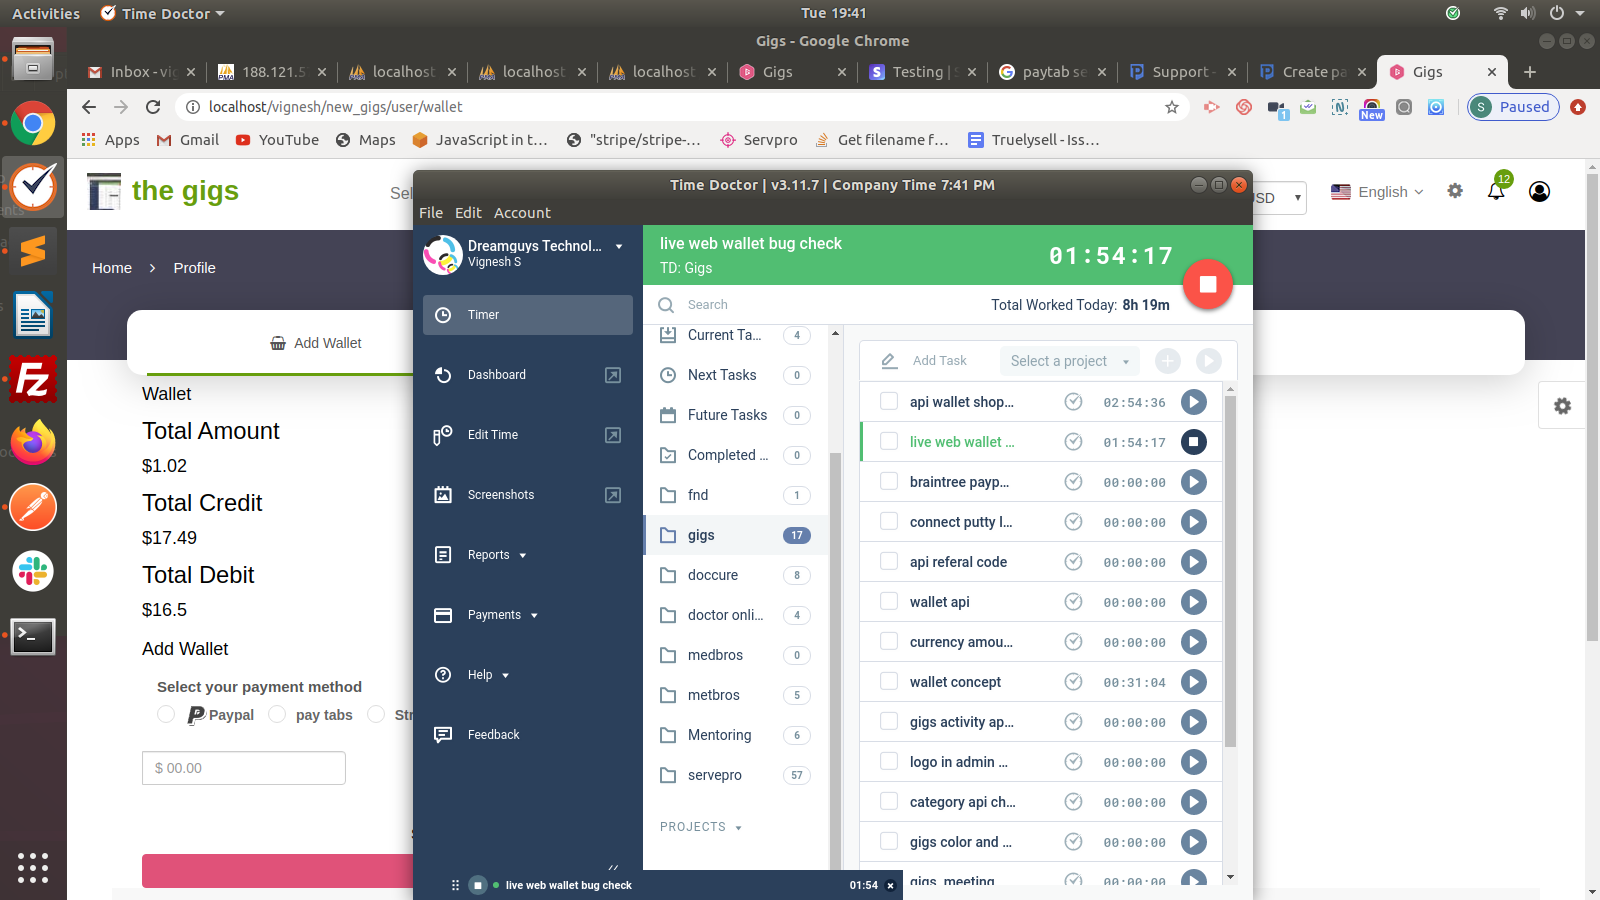 Activities
Time Doctor
Tue 19:41
Gigs - Google Chrome
Inbox - vig
188.121.5
localhost
localhost
localhost
Gigs
Testing | S
paytab se
Support -
Create pa
Gigs
localhost/vignesh/new_gigs/user/wallet
1
New
S
Paused
Apps
Gmail
YouTube
Maps
JavaScript in t...
"stripe/stripe-...
Servpro
Get filename f...
Truelysell - Iss...
the gigs
Sel
SD
English
12
Home
Profile
Add Wallet
Wallet
Total Amount
$1.02
Total Credit
$17.49
Total Debit
$16.5
Add Wallet
Select your payment method
Paypal
pay tabs
Str
$ 00.00
Time Doctor | v3.11.7 | Company Time 7:41 PM
File Edit Account
Dreamguys Technol...
Vignesh S
Timer
Dashboard
Edit Time
Screenshots
Reports
Payments
Help
Feedback
live web wallet bug check
TD: Gigs
01:54:17
Search
Total Worked Today: 8h 19m
Current Ta... 4
Next Tasks 0
Future Tasks 0
Completed ... 0
fnd 1
gigs 17
doccure 8
doctor onli... 4
medbros 0
metbros 5
Mentoring 6
servepro 57
PROJECTS
Add Task
Select a project
api wallet shop... 02:54:36
live web wallet ... 01:54:17
braintree payp... 00:00:00
connect putty l... 00:00:00
api referal code 00:00:00
wallet api 00:00:00
currency amou... 00:00:00
wallet concept 00:31:04
gigs activity ap... 00:00:00
logo in admin ... 00:00:00
category api ch... 00:00:00
gigs color and ... 00:00:00
gigs meeting 00:00:00
live web wallet bug check 01:54